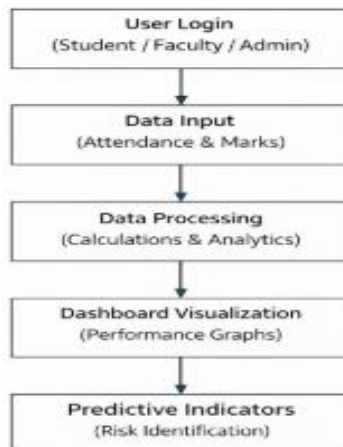 User Login
(Student / Faculty / Admin)
Data Input
(Attendance & Marks)
Data Processing
(Calculations & Analytics)
Dashboard Visualization
(Performance Graphs)
Predictive Indicators
(Risk Identification)